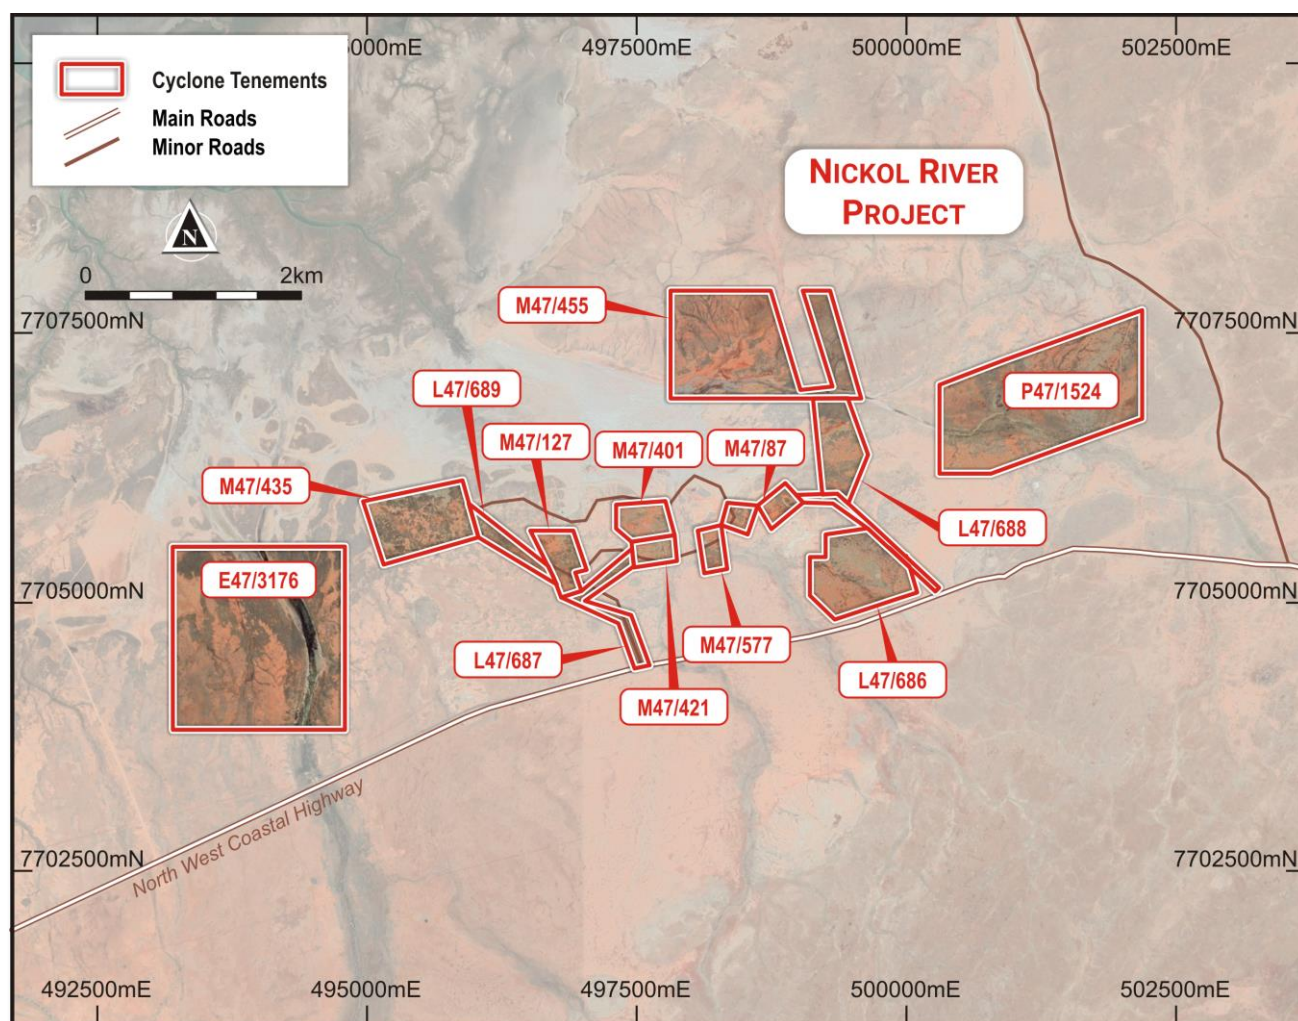 Cyclone Tenements
Main Roads
Minor Roads
5000mE
497500mE
500000mE
502500mE
NICKOL RIVER
PROJECT
N
0
2km
7707500mN
7707500mN
M47/455
L47/689
P47/1524
M47/127
M47/401
M47/87
M47/435
L47/688
E47/3176
7705000mN
7705000mN
M47/577
L47/687
L47/686
M47/421
North West Coastal Highway
7702500mN
7702500mN
492500mE
495000mE
497500mE
500000mE
502500mE